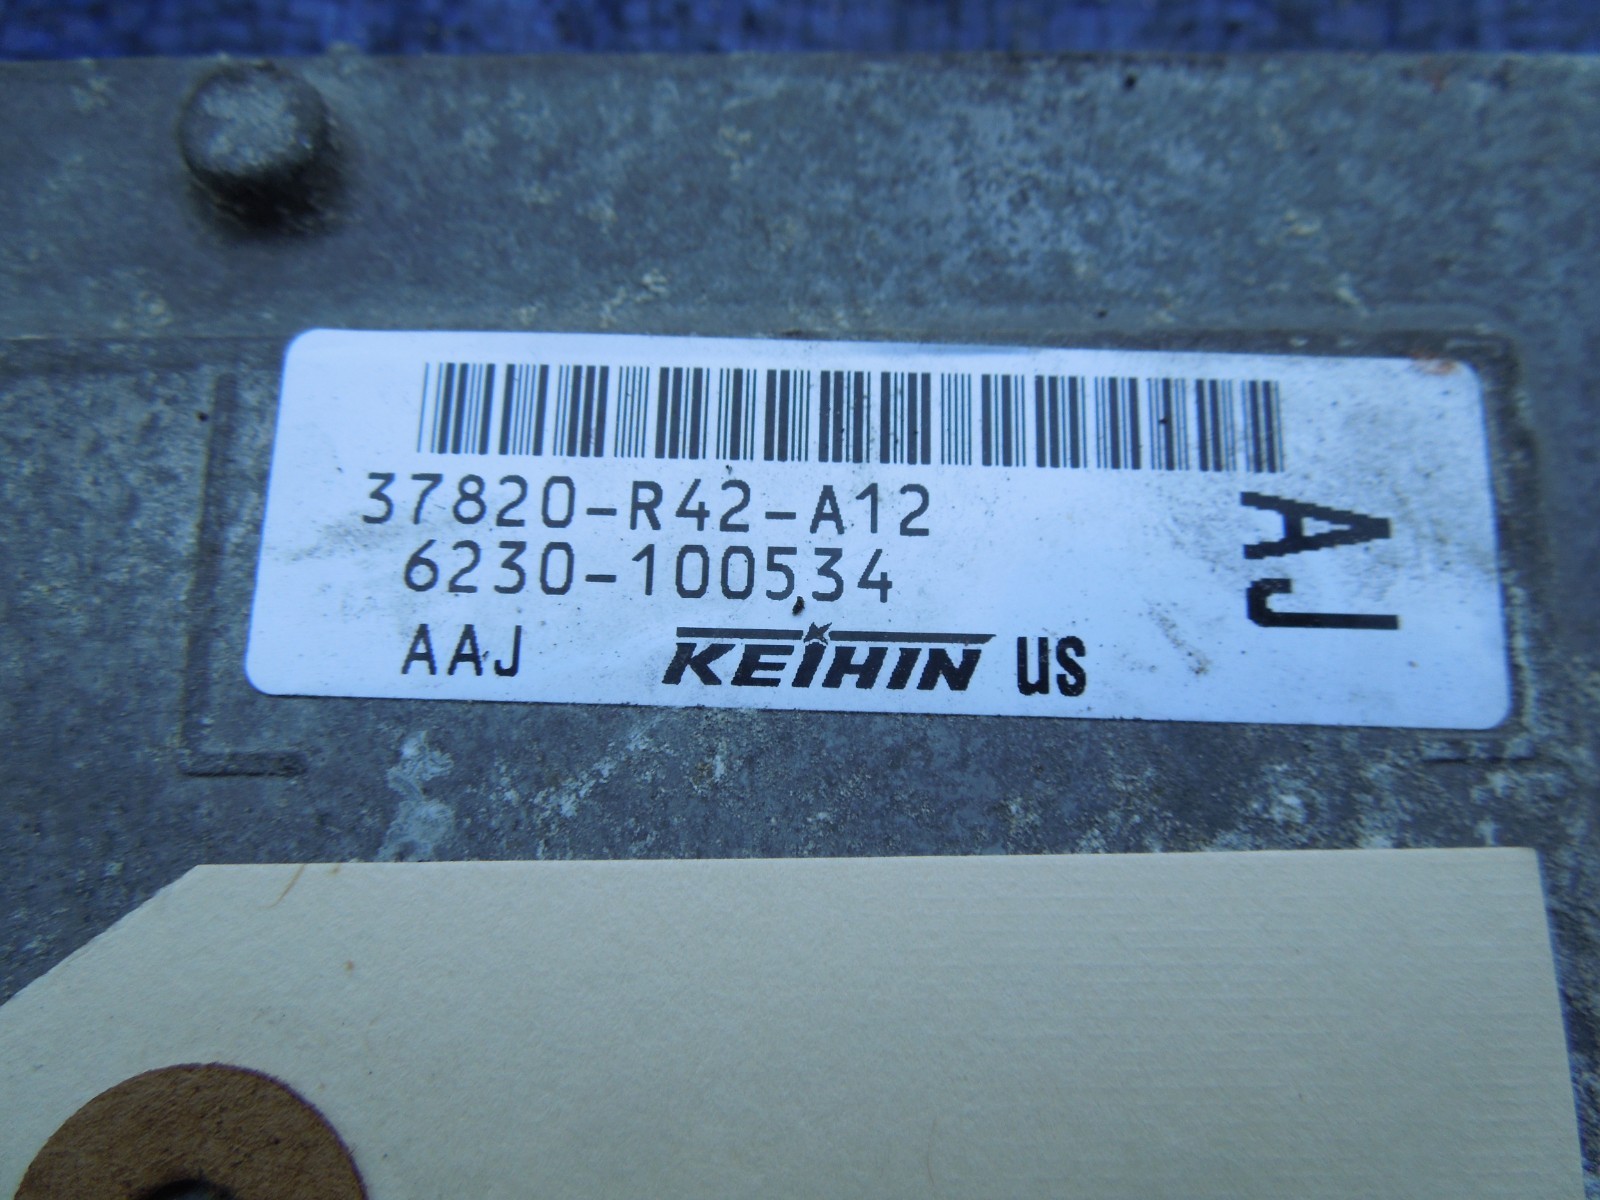 37820-R42-A12
6230-100534
AAJ KEIHIN US
AJ